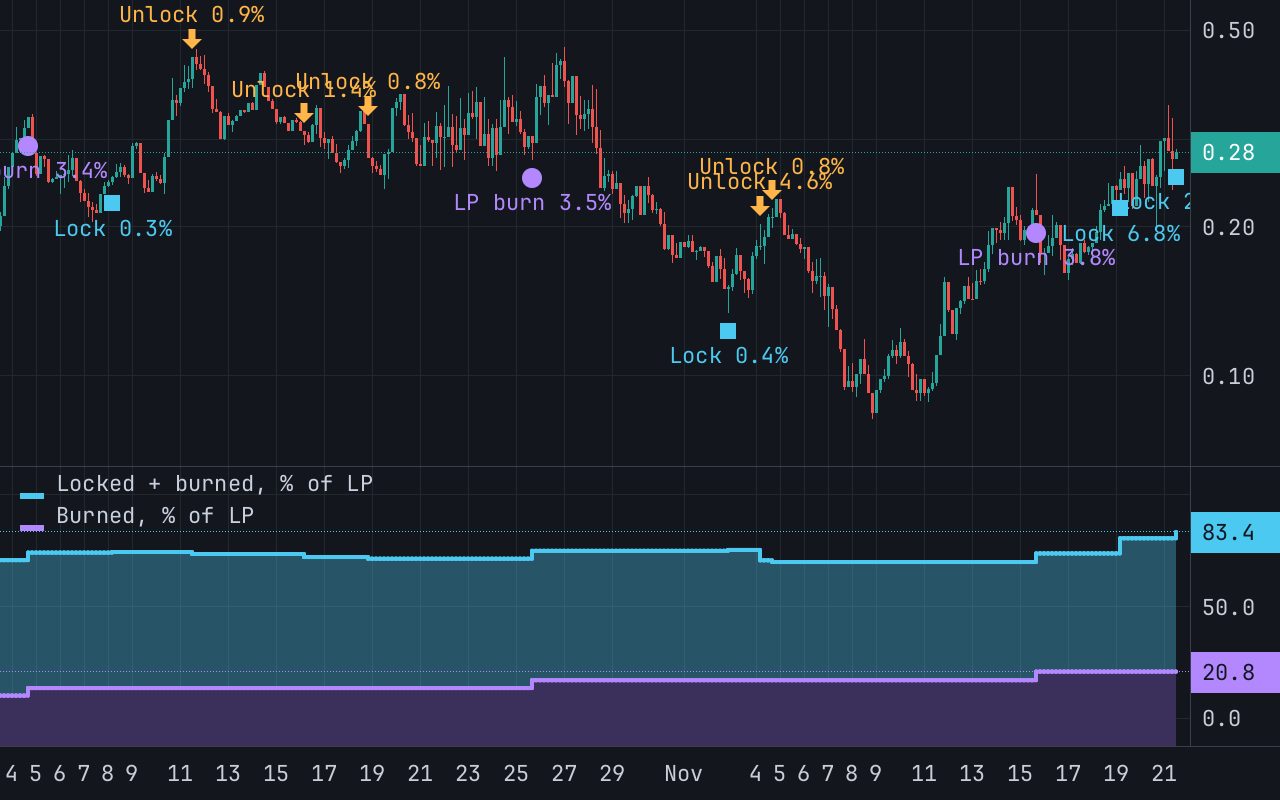 Unlock 0.9%
0.50
Unlock 0.8%
Unlock 1.4%
0.28
Unlock 0.8%
burn 3.4%
Unlock 4.6%
LP burn 3.5%
Lock 2
Lock 0.3%
0.20
Lock 6.8%
LP burn 3.8%
Lock 0.4%
0.10
Locked + burned, % of LP
Burned, % of LP
83.4
50.0
20.8
0.0
4 5 6 7 8 9 11 13 15 17 19 21 23 25 27 29 Nov 4 5 6 7 8 9 11 13 15 17 19 21